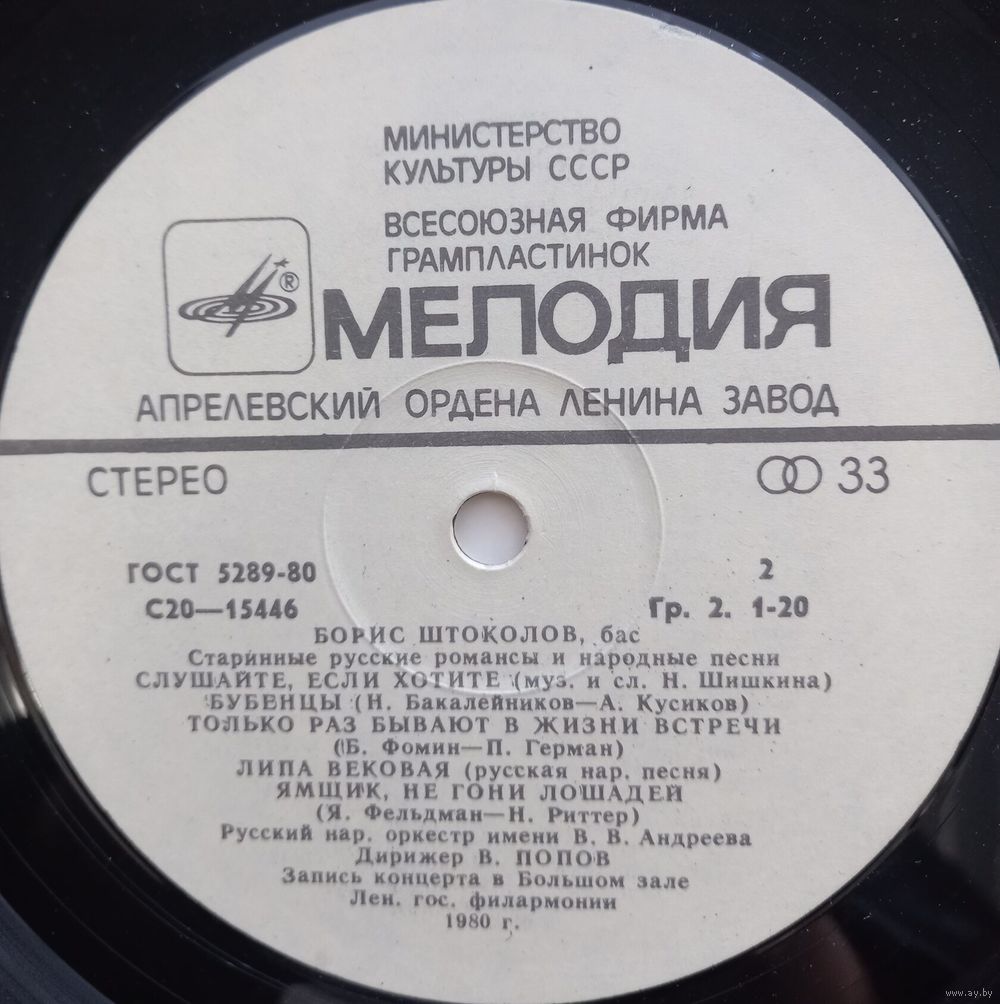 МИНИСТЕРСТВО
КУЛЬТУРЫ СССР
ВСЕСОЮЗНАЯ ФИРМА
ГРАМПЛАСТИНОК
®
МЕЛОДИЯ
АПРЕЛЕВСКИЙ ОРДЕНА ЛЕНИНА ЗАВОД
СТЕРЕО 33
ГОСТ 5289-80 2
С20—15446 Гр. 2. 1-20
БОРИС ШТОКОЛОВ, бас
Старинные русские романсы и народные песни
СЛУШАЙТЕ, ЕСЛИ ХОТИТЕ (муз. и сл. Н. Шишкина)
БУБЕНЦЫ (Н. Бакалейников—А. Кусиков)
ТОЛЬКО РАЗ БЫВАЮТ В ЖИЗНИ ВСТРЕЧИ
(Б. Фомин—П. Герман)
ЛИПА ВЕКОВАЯ (русская нар. песня)
ЯМЩИК, НЕ ГОНИ ЛОШАДЕЙ
(Я. Фельдман—Н. Риттер)
Русский нар. оркестр имени В. В. Андреева
Дирижер В. ПОПОВ
Запись концерта в Большом зале
Лен. гос. филармонии
1980 г.
www.ay.by